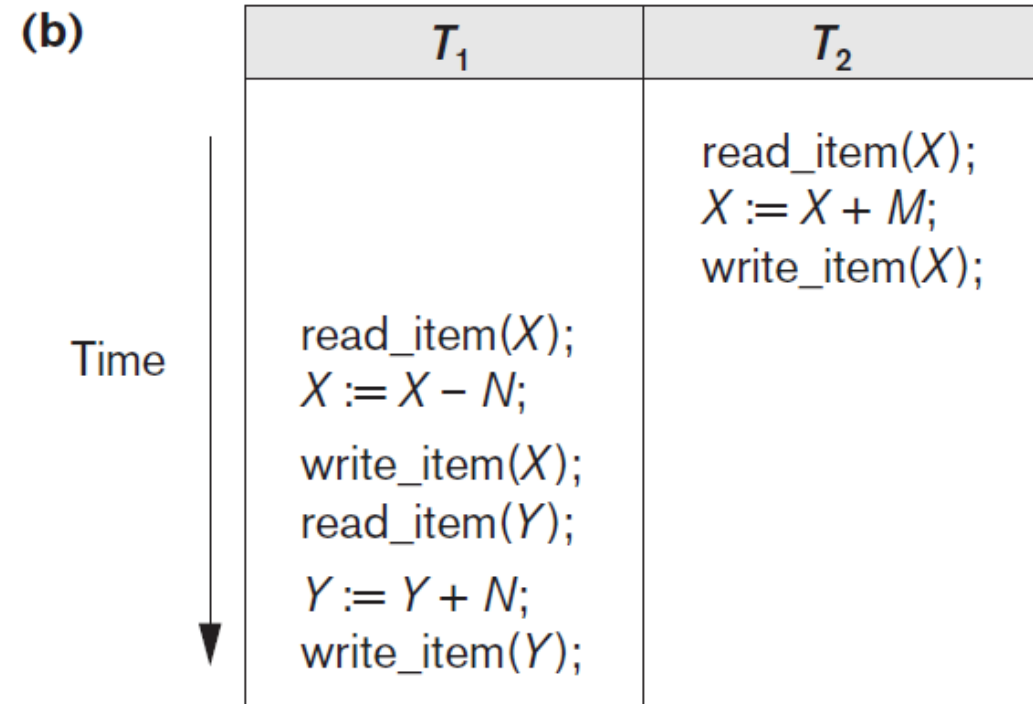 (b)
T₁ T₂
read_item(X);
X := X + M;
write_item(X);
Time
read_item(X);
X := X – N;
write_item(X);
read_item(Y);
Y := Y + N;
write_item(Y);